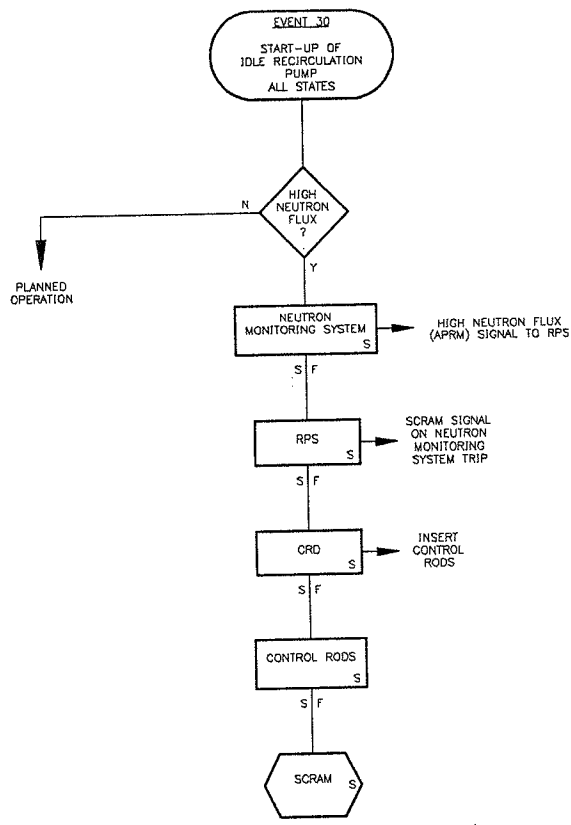 EVENT 30
START-UP OF
IDLE RECIRCULATION
PUMP
ALL STATES
HIGH
NEUTRON
FLUX
?
N
Y
PLANNED
OPERATION
NEUTRON
MONITORING SYSTEM
S
HIGH NEUTRON FLUX
(APRM) SIGNAL TO RPS
S F
RPS
S
SCRAM SIGNAL
ON NEUTRON
MONITORING
SYSTEM TRIP
S F
CRD
S
INSERT
CONTROL
RODS
S F
CONTROL RODS
S
S F
SCRAM S